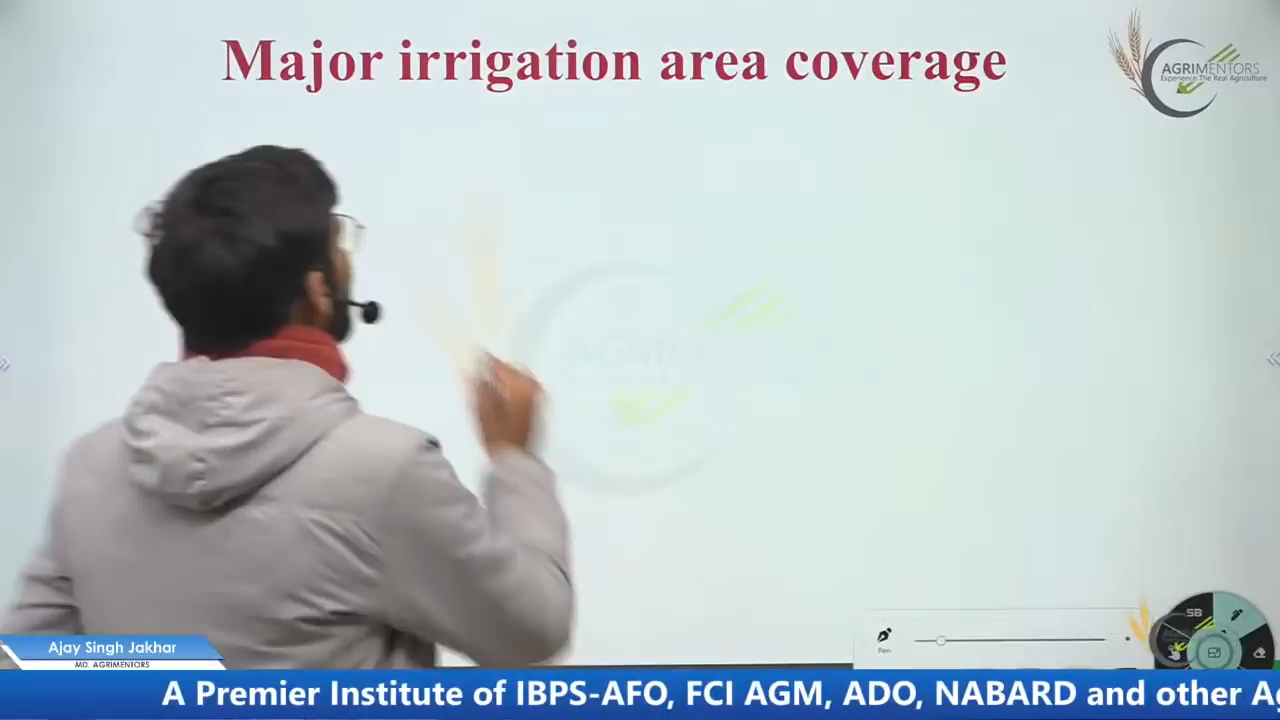 Major irrigation area coverage
AGRIMENTORS
Experience The Real Agriculture
Pen
SB
Ajay Singh Jakhar
MD. AGRIMENTORS
A Premier Institute of IBPS-AFO, FCI AGM, ADO, NABARD and other